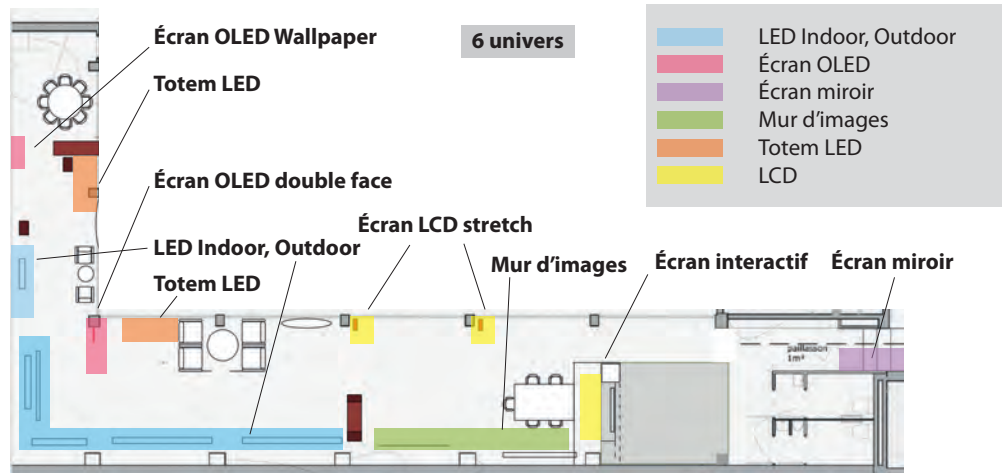 Écran OLED Wallpaper
6 univers
Totem LED
Écran OLED double face
Écran LCD stretch
LED Indoor, Outdoor
Mur d’images
Écran interactif
Écran miroir
Totem LED
paillasson
1m²
LED Indoor, Outdoor
Écran OLED
Écran miroir
Mur d’images
Totem LED
LCD